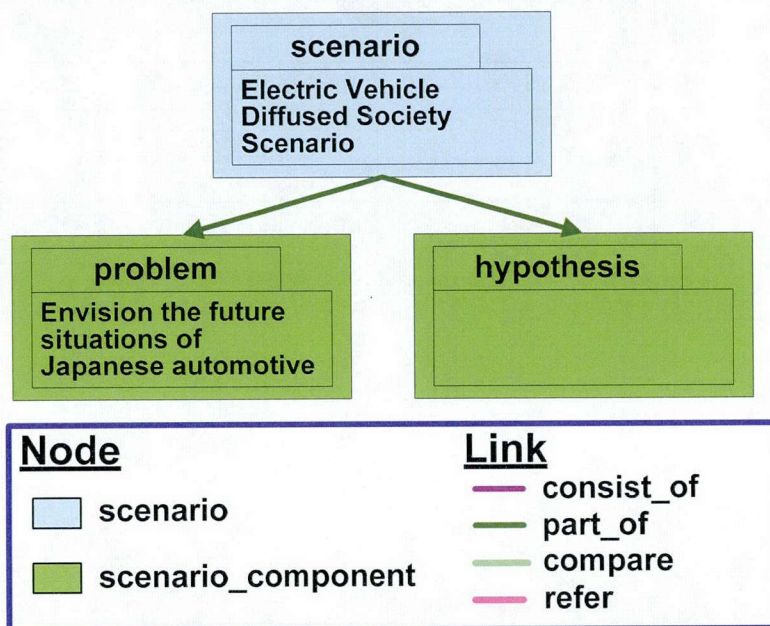 scenario
Electric Vehicle
Diffused Society
Scenario
problem
Envision the future
situations of
Japanese automotive
hypothesis
Node
scenario
scenario_component
Link
consist_of
part_of
compare
refer